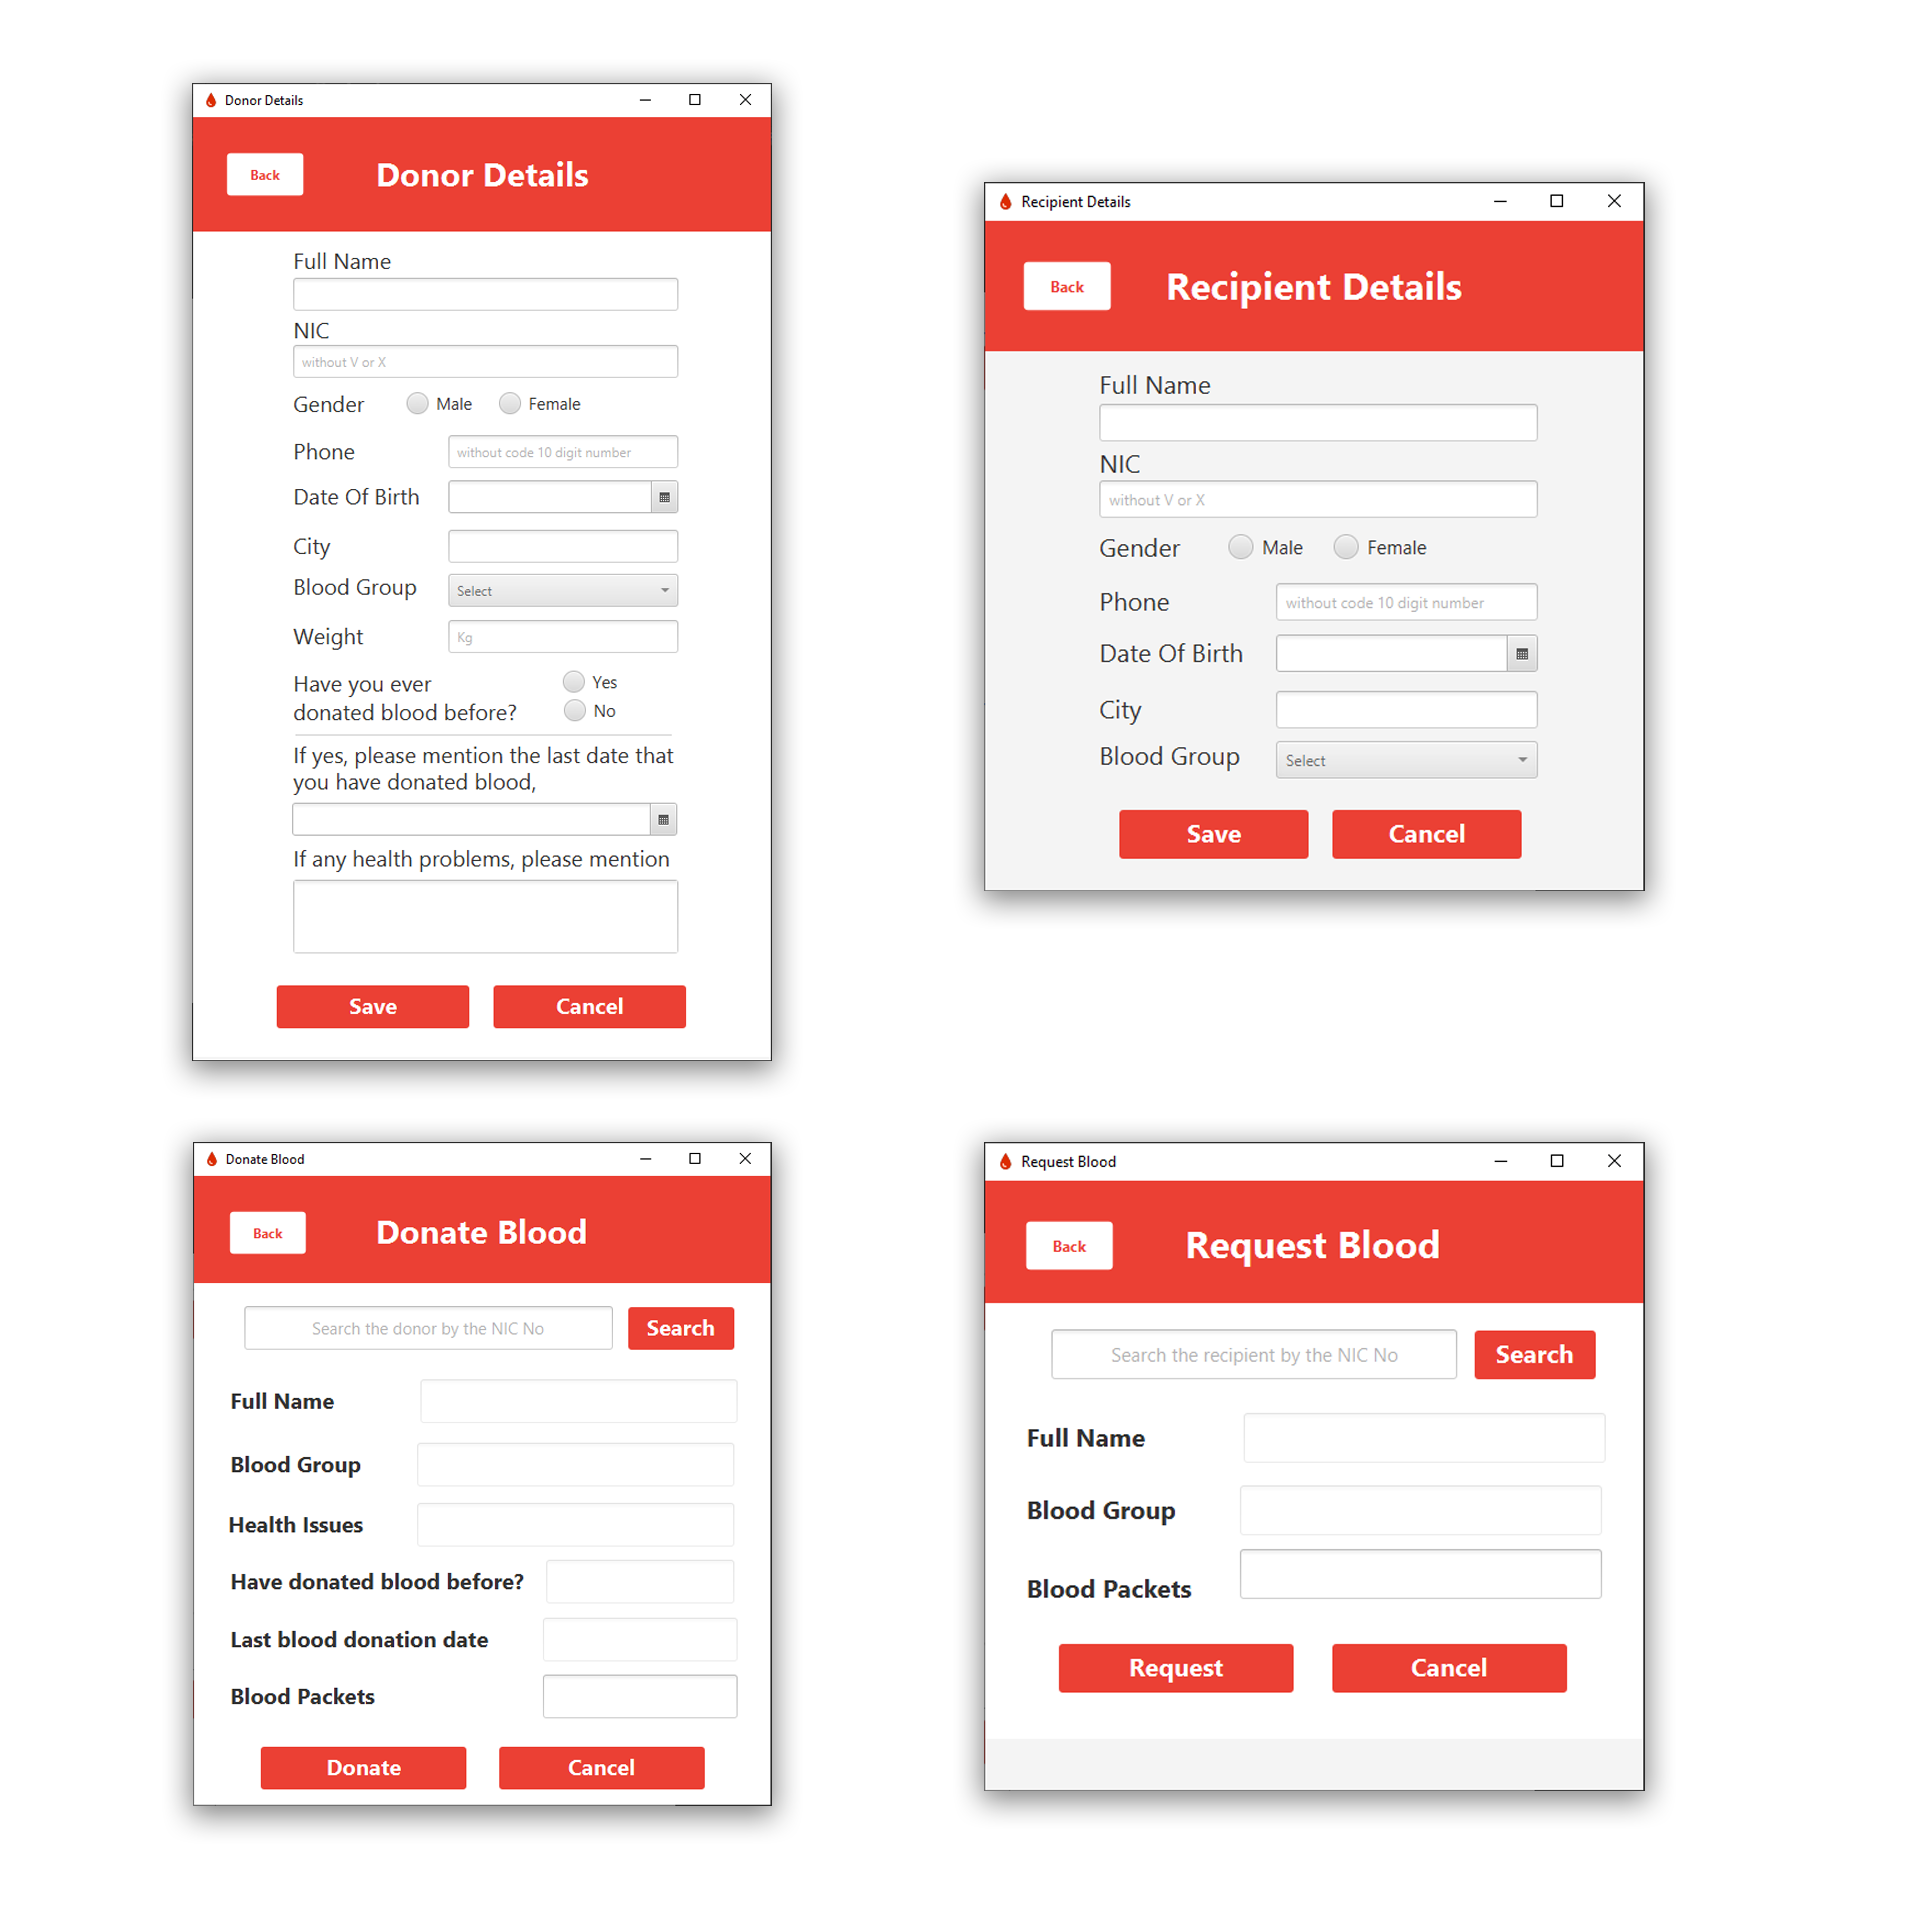 Donor Details
Back
Donor Details
Full Name
NIC
without V or X
Gender Male Female
Phone without code 10 digit number
Date Of Birth
City
Blood Group Select
Weight Kg
Have you ever Yes
donated blood before? No
If yes, please mention the last date that
you have donated blood,
If any health problems, please mention
Save Cancel
Recipient Details
Back
Recipient Details
Full Name
NIC
without V or X
Gender Male Female
Phone without code 10 digit number
Date Of Birth
City
Blood Group Select
Save Cancel
Donate Blood
Back
Donate Blood
Search the donor by the NIC No Search
Full Name
Blood Group
Health Issues
Have donated blood before?
Last blood donation date
Blood Packets
Donate Cancel
Request Blood
Back
Request Blood
Search the recipient by the NIC No Search
Full Name
Blood Group
Blood Packets
Request Cancel